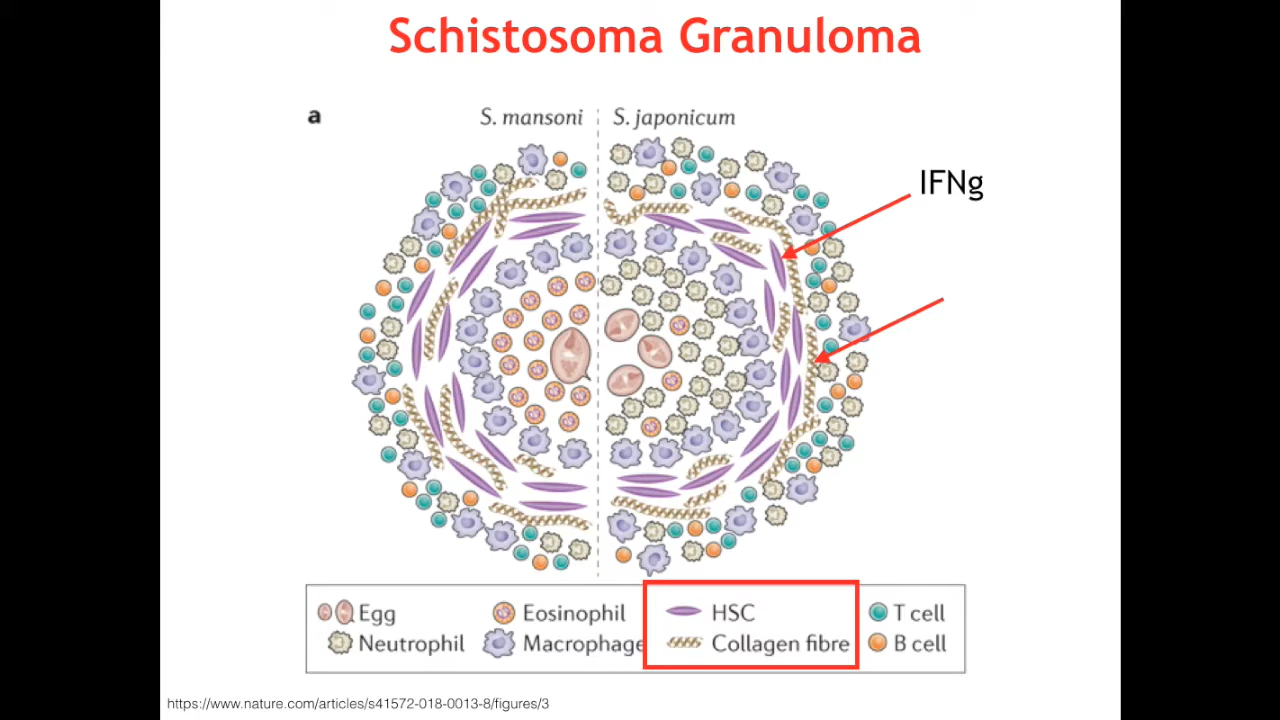 Schistosoma Granuloma
a
S. mansoni
S. japonicum
IFNg
Egg
Eosinophil
HSC
T cell
Neutrophil
Macrophage
Collagen fibre
B cell
https://www.nature.com/articles/s41572-018-0013-8/figures/3